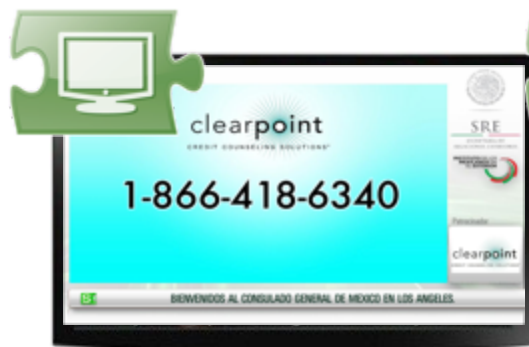 clearpoint
CREDIT COUNSELING SOLUTIONS
1-866-418-6340
SRE
Patrocinador
clearpoint
BIENVENIDOS AL CONSULADO GENERAL DE MEXICO EN LOS ANGELES.